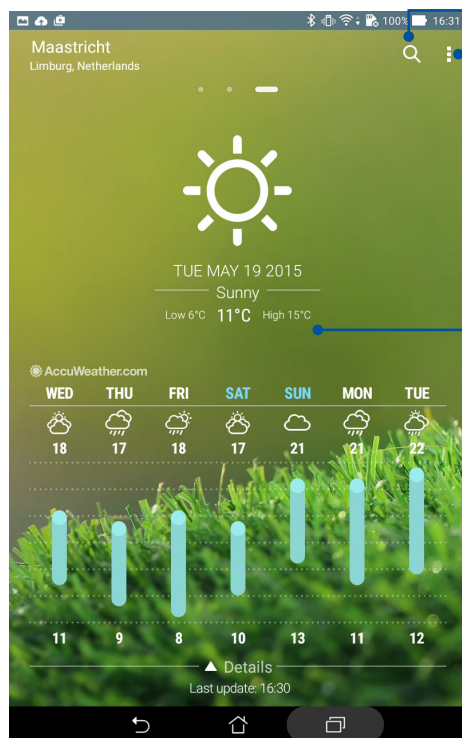 100% 16:31
Maastricht
Limburg, Netherlands
TUE MAY 19 2015
Sunny
Low 6°C 11°C High 15°C
AccuWeather.com
WED THU FRI SAT SUN MON TUE
18 17 18 17 21 21 22
11 9 8 10 13 11 12
Details
Last update: 16:30